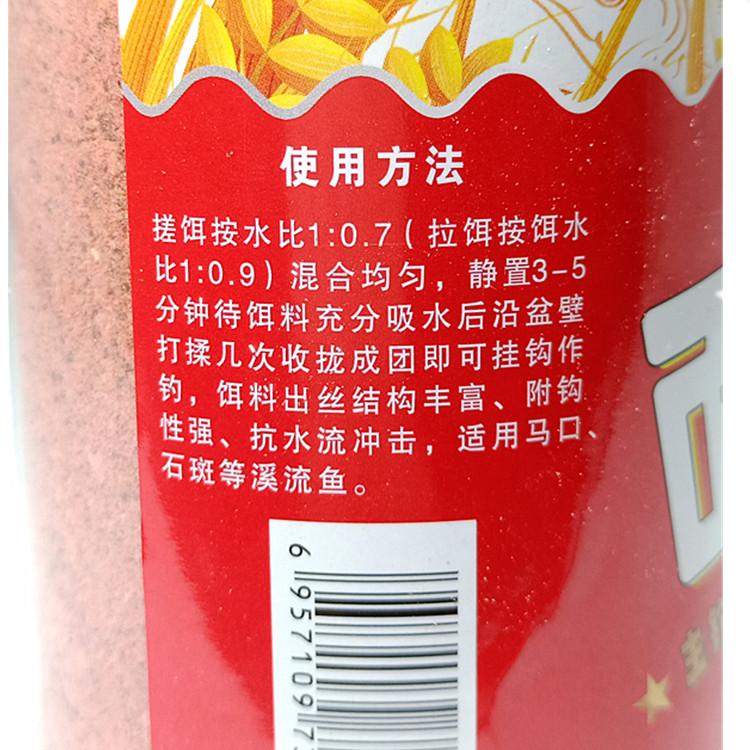 使用方法
搓饵按水比1:0.7（拉饵按饵水
比1:0.9）混合均匀，静置3-5
分钟待饵料充分吸水后沿盆壁
打揉几次收拢成团即可挂钩作
钓，饵料出丝结构丰富、附钩
性强、抗水流冲击，适用马口、
石斑等溪流鱼。
6 957109 7
主